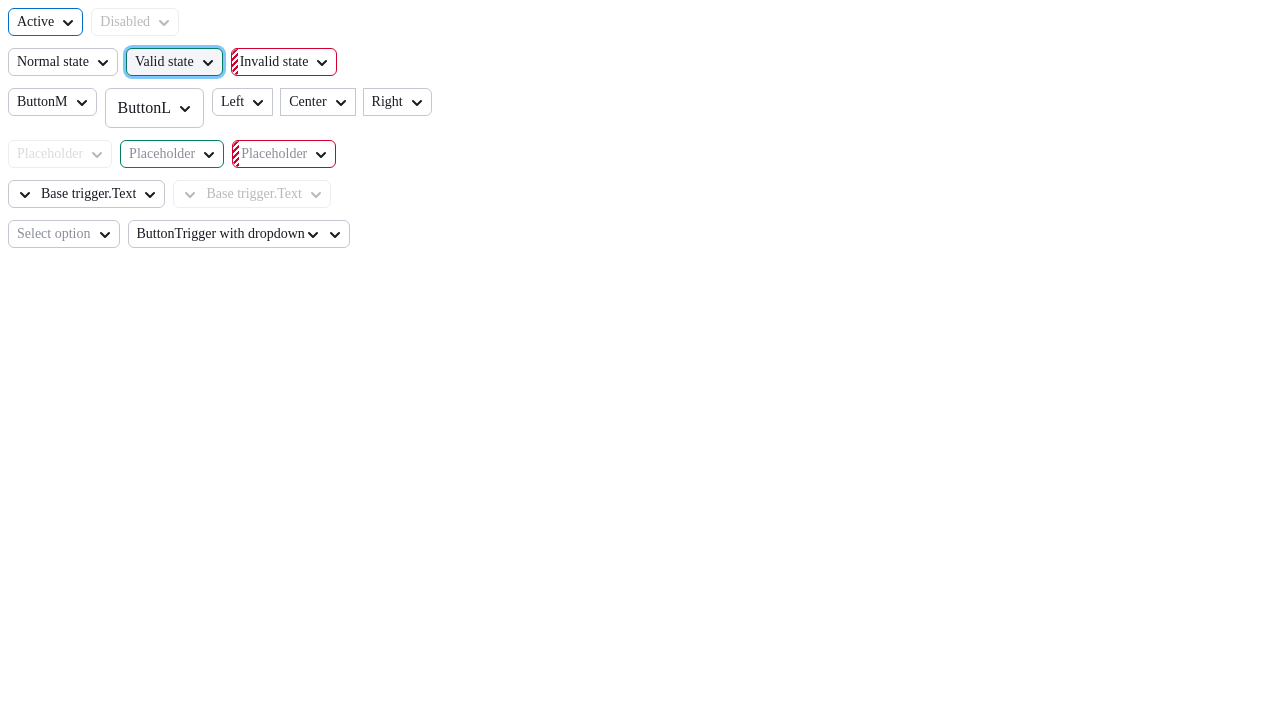 Active Disabled
Normal state Valid state Invalid state
ButtonM ButtonL Left Center Right
Placeholder Placeholder Placeholder
Base trigger.Text Base trigger.Text
Select option ButtonTrigger with dropdown